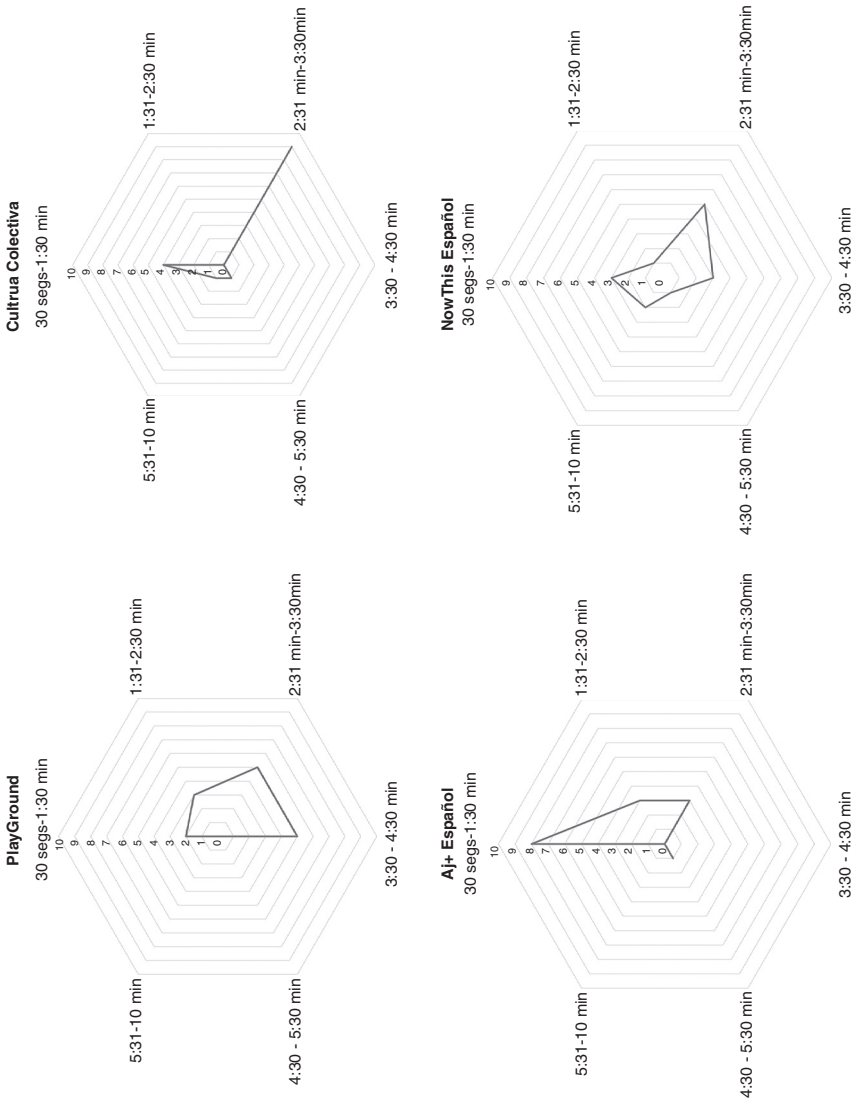 PlayGround
30 segs-1:30 min
10
9
8
7
6
5
4
3
2
1
0
1:31-2:30 min
2:31 min-3:30min
3:30 - 4:30 min
4:30 - 5:30 min
5:31-10 min
Cultrua Colectiva
30 segs-1:30 min
10
9
8
7
6
5
4
3
2
1
0
1:31-2:30 min
2:31 min-3:30min
3:30 - 4:30 min
4:30 - 5:30 min
5:31-10 min
Aj+ Español
30 segs-1:30 min
10
9
8
7
6
5
4
3
2
1
0
1:31-2:30 min
2:31 min-3:30min
3:30 - 4:30 min
4:30 - 5:30 min
5:31-10 min
NowThis Español
30 segs-1:30 min
10
9
8
7
6
5
4
3
2
1
0
1:31-2:30 min
2:31 min-3:30min
3:30 - 4:30 min
4:30 - 5:30 min
5:31-10 min